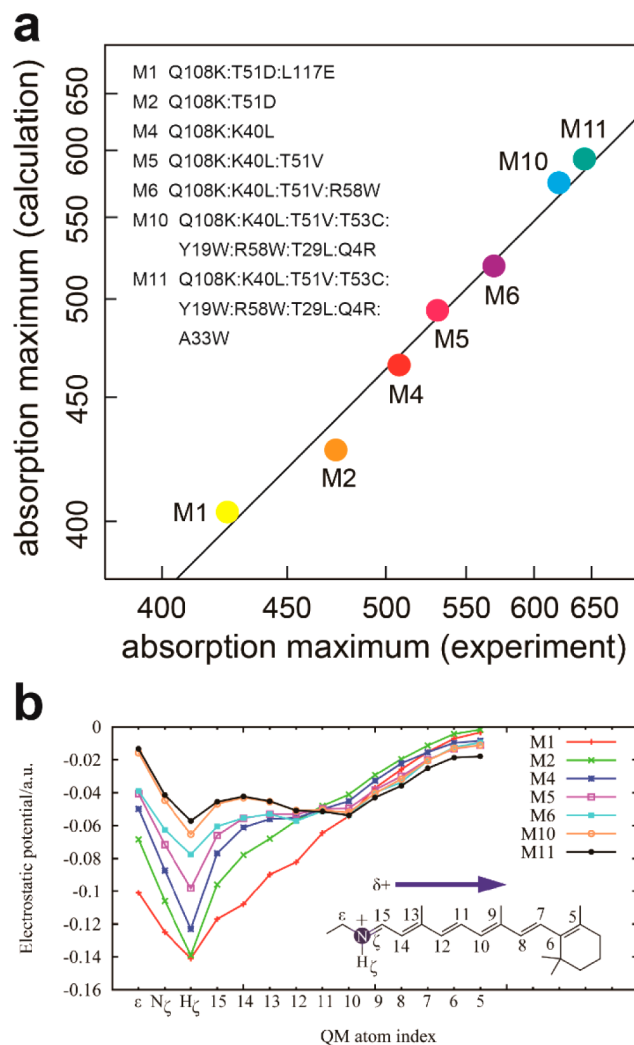 a
absorption maximum (calculation)
650
600
550
500
450
400
M1 Q108K:T51D:L117E
M2 Q108K:T51D
M4 Q108K:K40L
M5 Q108K:K40L:T51V
M6 Q108K:K40L:T51V:R58W
M10 Q108K:K40L:T51V:T53C:
Y19W:R58W:T29L:Q4R
M11 Q108K:K40L:T51V:T53C:
Y19W:R58W:T29L:Q4R:
A33W
M11
M10
M6
M5
M4
M2
M1
400 450 500 550 600 650
absorption maximum (experiment)
b
Electrostatic potential/a.u.
0
-0.02
-0.04
-0.06
-0.08
-0.1
-0.12
-0.14
-0.16
M1
M2
M4
M5
M6
M10
M11
δ+
ε + 15 13 11 9 7 5
N ζ 14 12 10 8 6
H ζ
ε Nζ Hζ 15 14 13 12 11 10 9 8 7 6 5
QM atom index